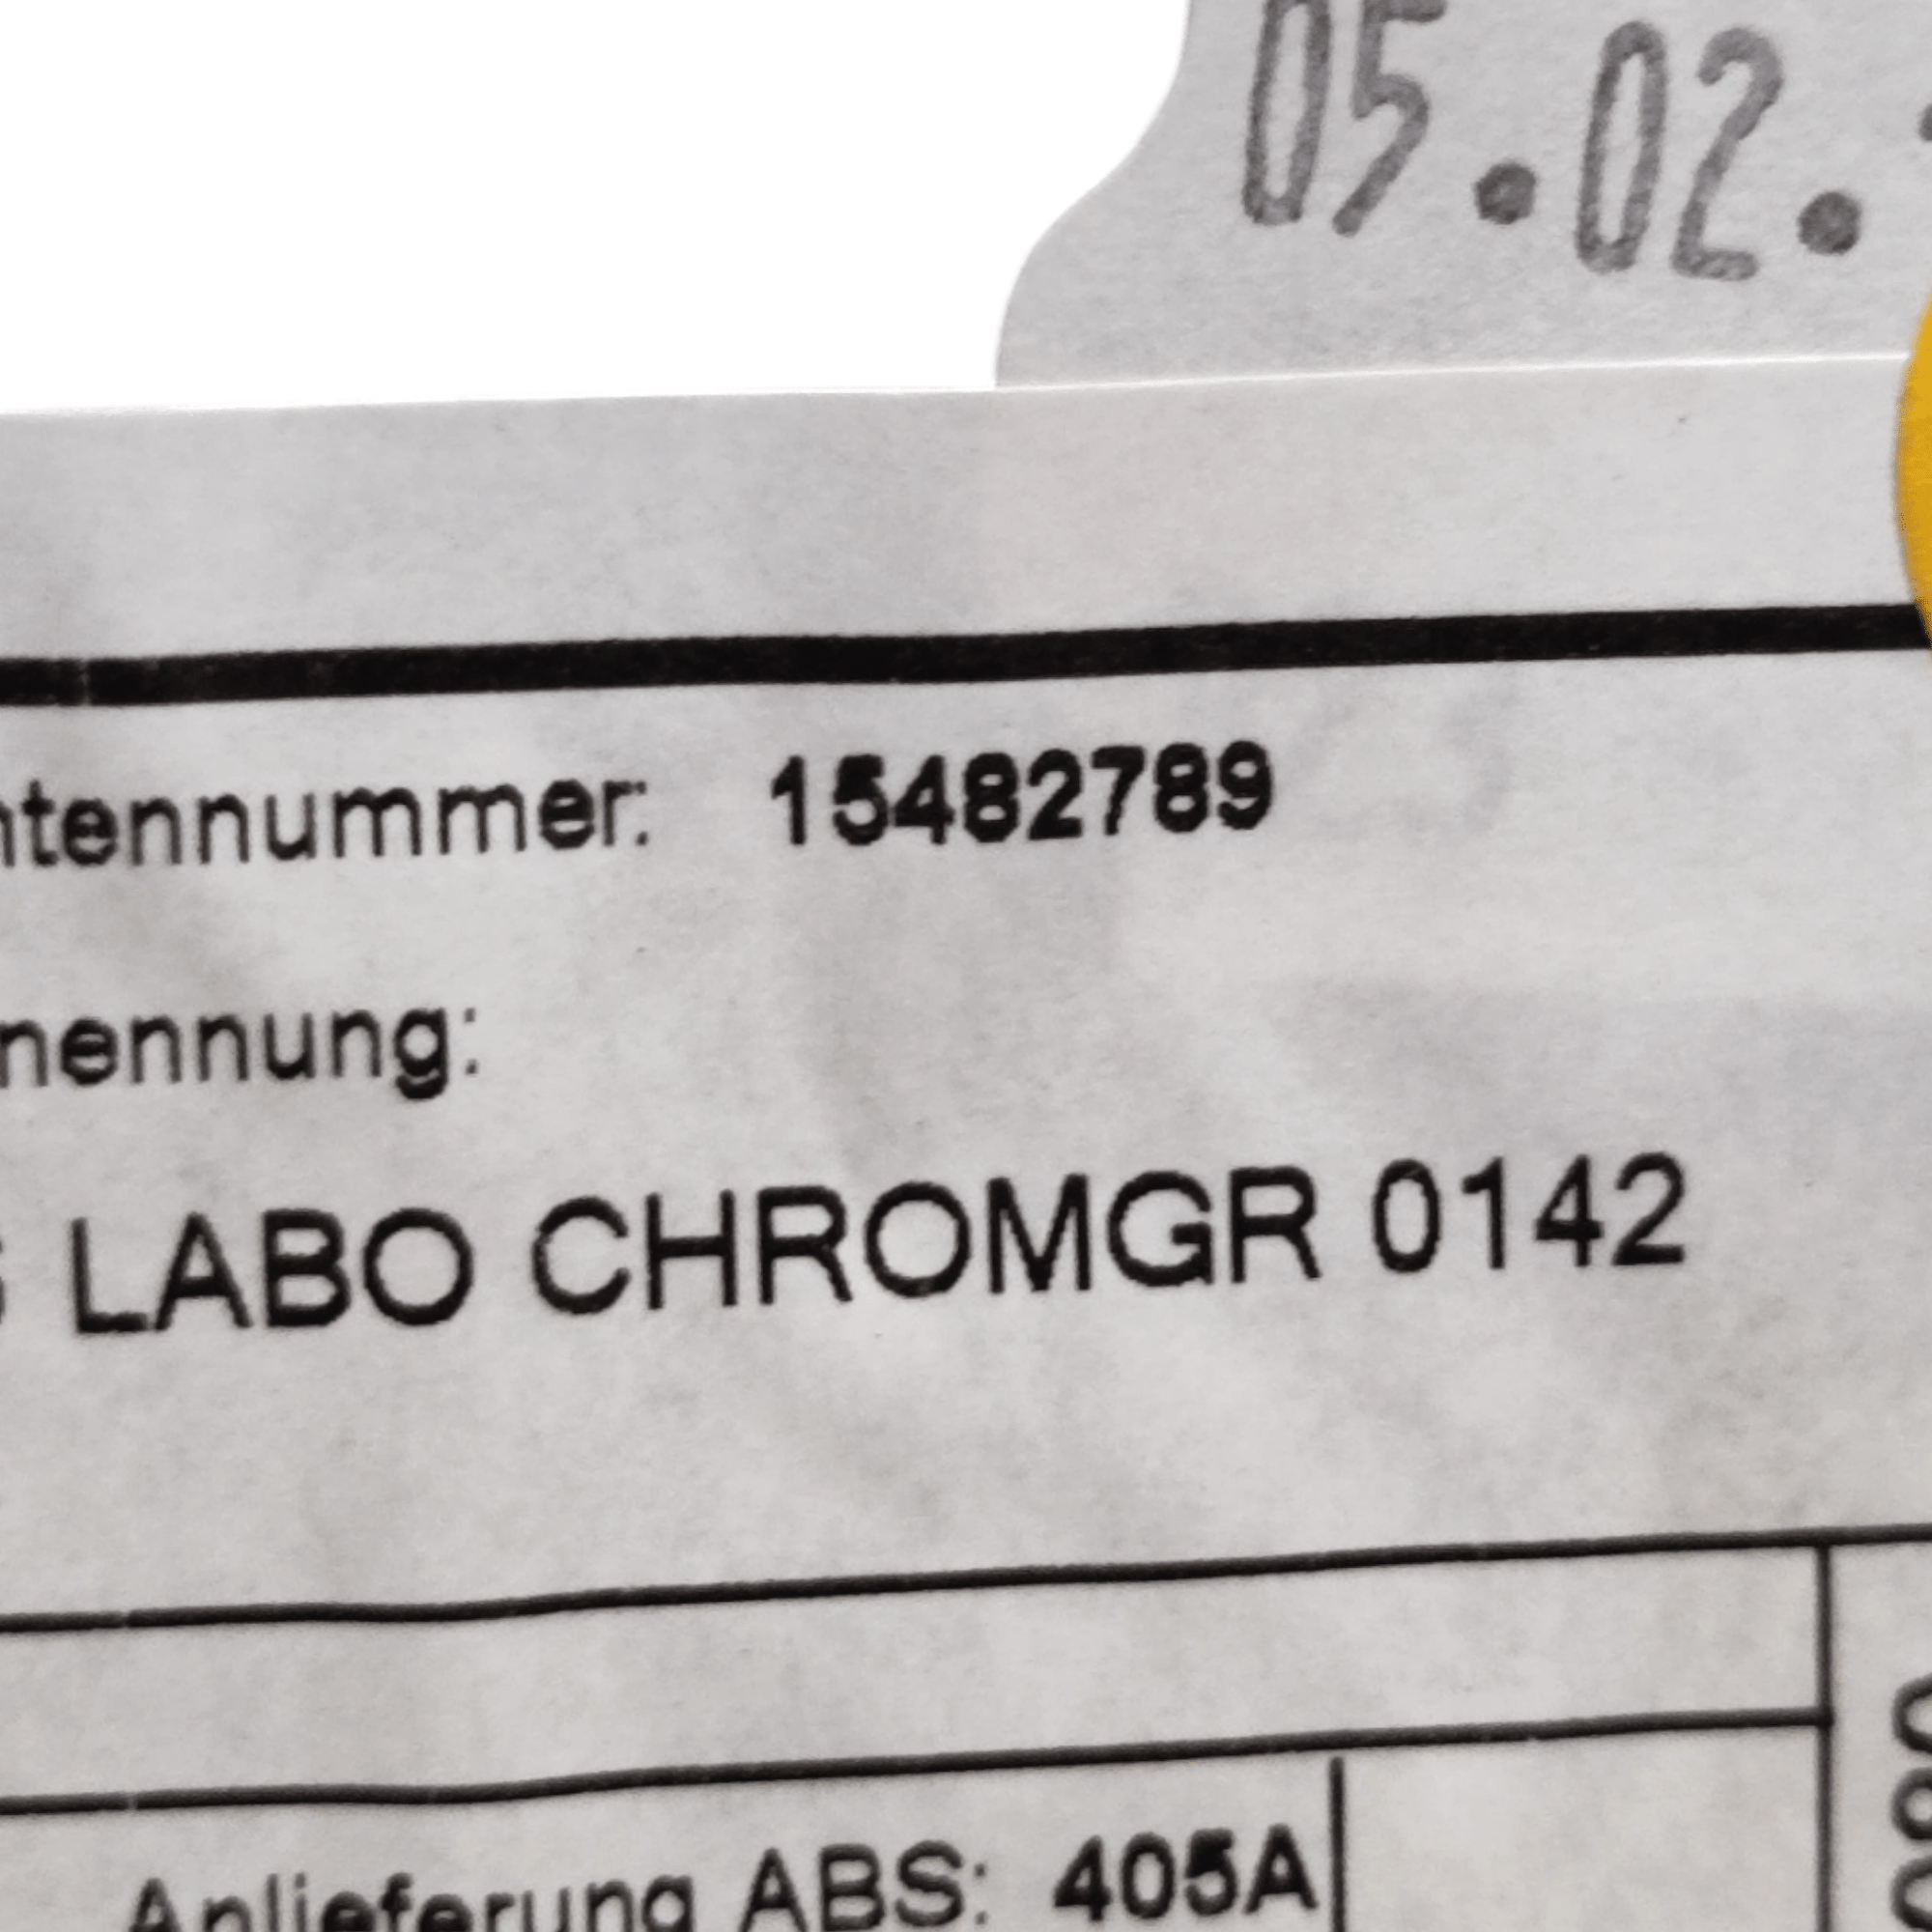 05.02.
ntennummer: 15482789
nennung:
LABO CHROMGR 0142
Anlieferung ABS: 405A